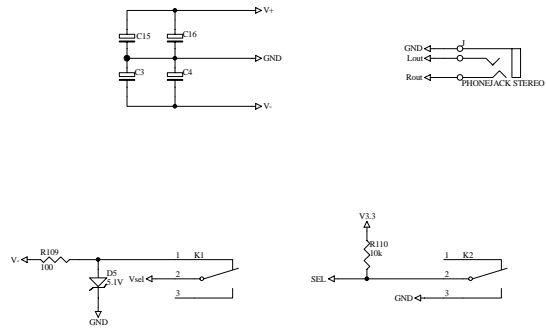 V+
C15 C16
GND
C3 C4
V-
J
GND
Lout
Rout
PHONEJACK STEREO
V3.3
R109
100
V-
D5
5.1V
GND
1 K1
Vsel 2
3
R110
10k
SEL
1 K2
2
GND 3